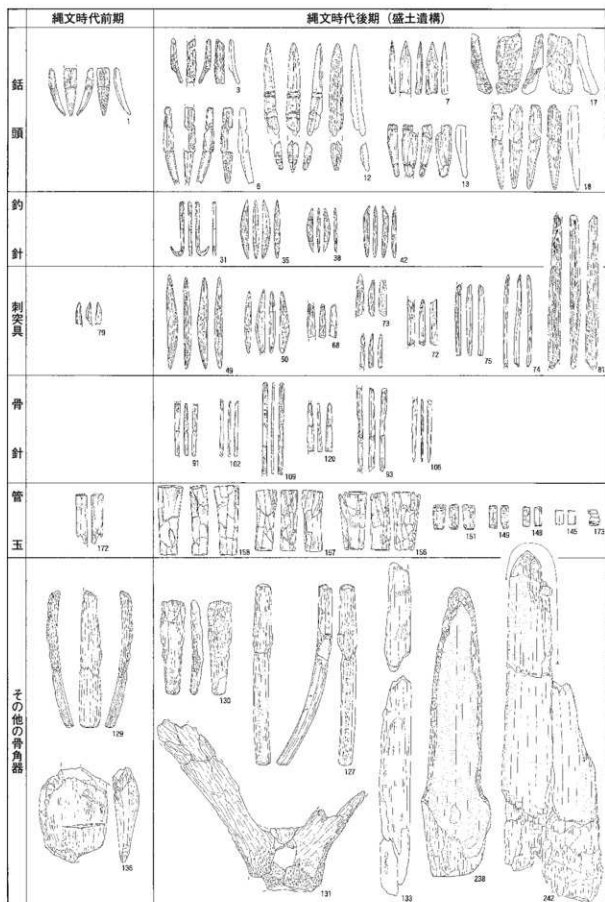 縄文時代前期 縄文時代後期（盛土遺構）
銛頭
1 3 7 17
6 12 13 18
釣針
31 35 38 42
刺突具
79 49 50 68 73 72 75 74 81
骨針
91 102 109 120 93 106
管玉
172 158 157 155 151 149 148 145 173
その他の骨角器
129 130 127
136 131 133 238 242